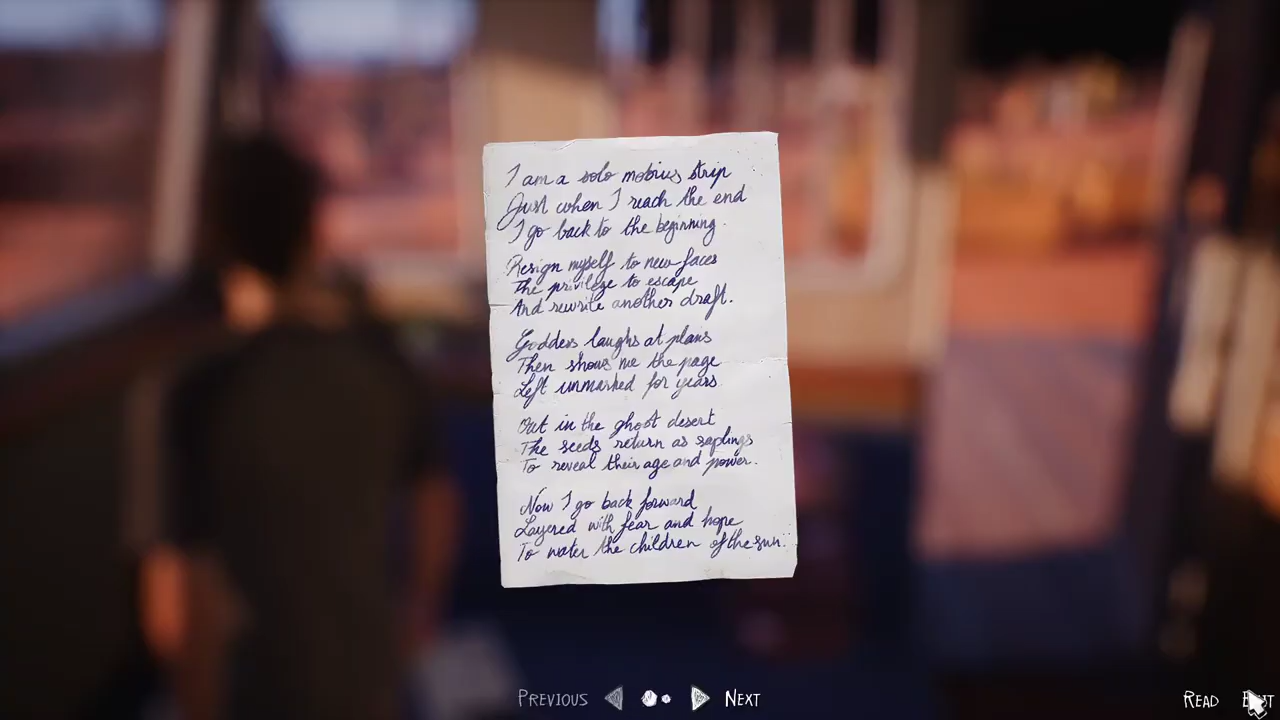 I am a solo mobius strip
Just when I reach the end
I go back to the beginning.
Resign myself to new faces
The privilege to escape
And rewrite another draft.
Goddess laughs at plans
Then shows me the page
Left unmarked for years.
Out in the ghost desert
The seeds return as saplings
To reveal their age and power.
Now I go back forward
Layered with fear and hope
To water the children of the sun.
PREVIOUS NEXT
READ EXIT